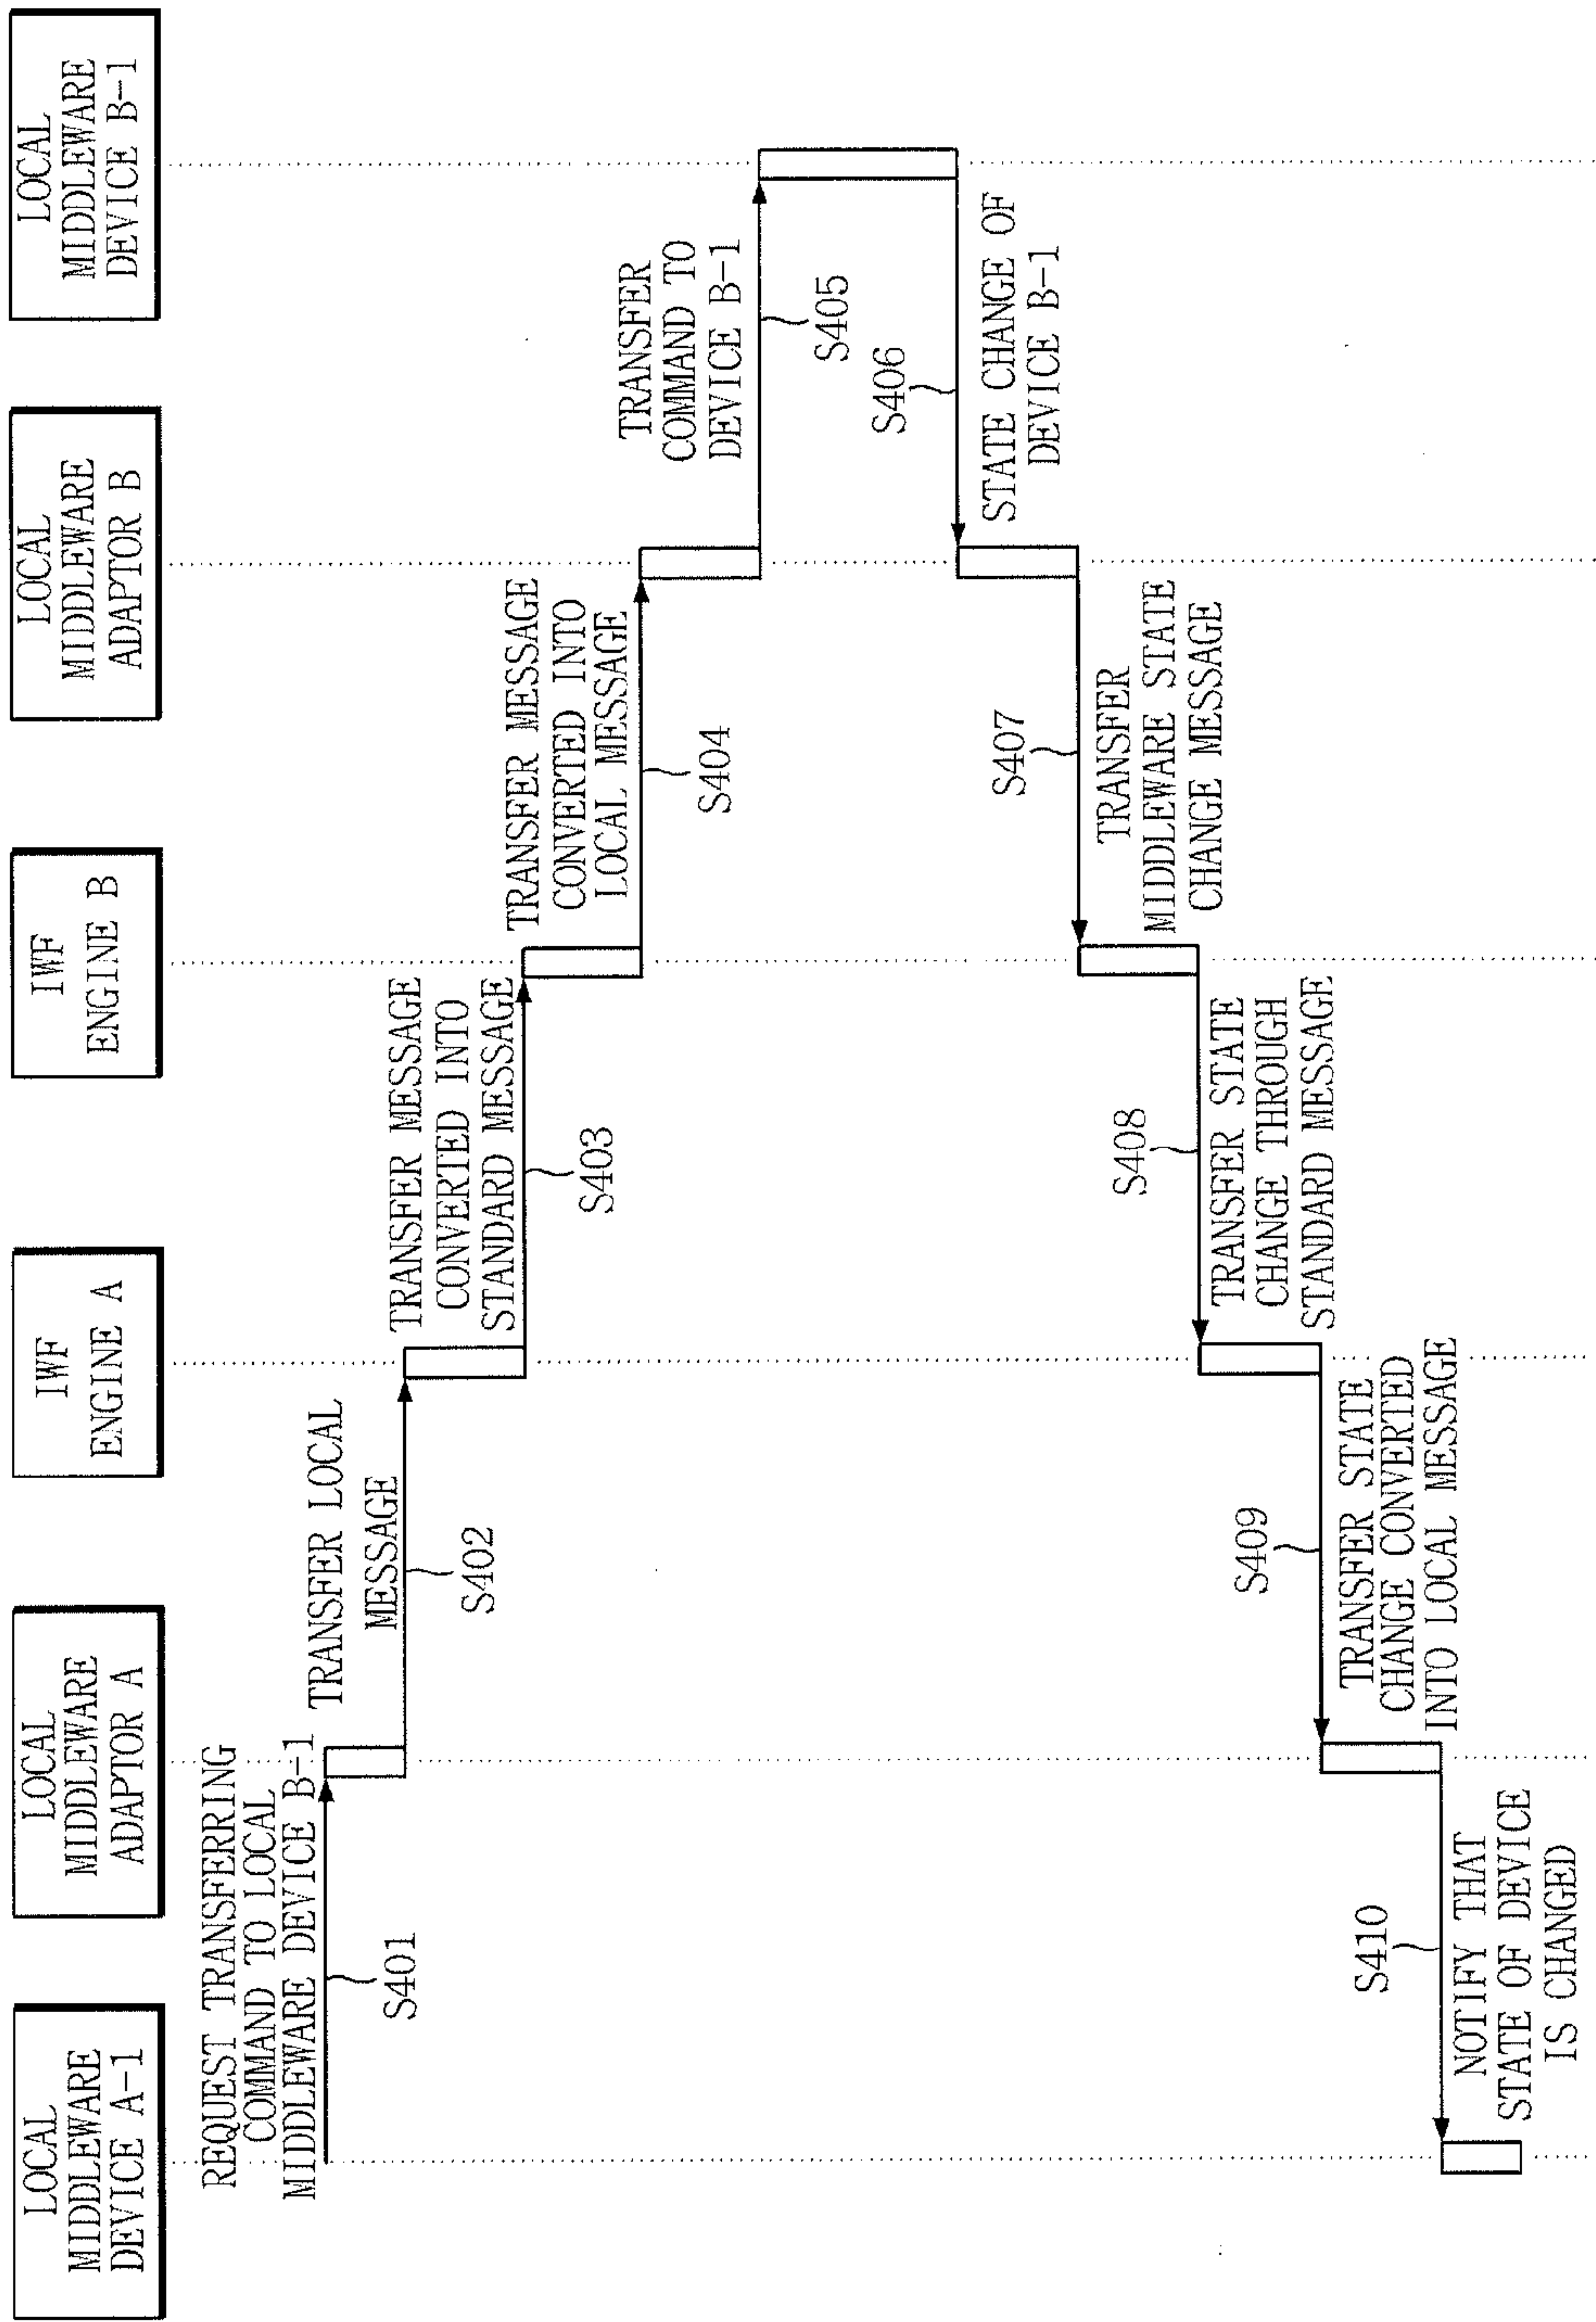 LOCAL
MIDDLEWARE
DEVICE A-1
LOCAL
MIDDLEWARE
ADAPTOR A
IWF
ENGINE A
IWF
ENGINE B
LOCAL
MIDDLEWARE
ADAPTOR B
LOCAL
MIDDLEWARE
DEVICE B-1
REQUEST TRANSFERRING
COMMAND TO LOCAL
MIDDLEWARE DEVICE B-1
S401
TRANSFER LOCAL
MESSAGE
S402
TRANSFER MESSAGE
CONVERTED INTO
STANDARD MESSAGE
S403
TRANSFER MESSAGE
CONVERTED INTO
LOCAL MESSAGE
S404
TRANSFER
COMMAND TO
DEVICE B-1
S405
S406
STATE CHANGE OF
DEVICE B-1
S407
TRANSFER
MIDDLEWARE STATE
CHANGE MESSAGE
S408
TRANSFER STATE
CHANGE THROUGH
STANDARD MESSAGE
S409
TRANSFER STATE
CHANGE CONVERTED
INTO LOCAL MESSAGE
S410
NOTIFY THAT
STATE OF DEVICE
IS CHANGED